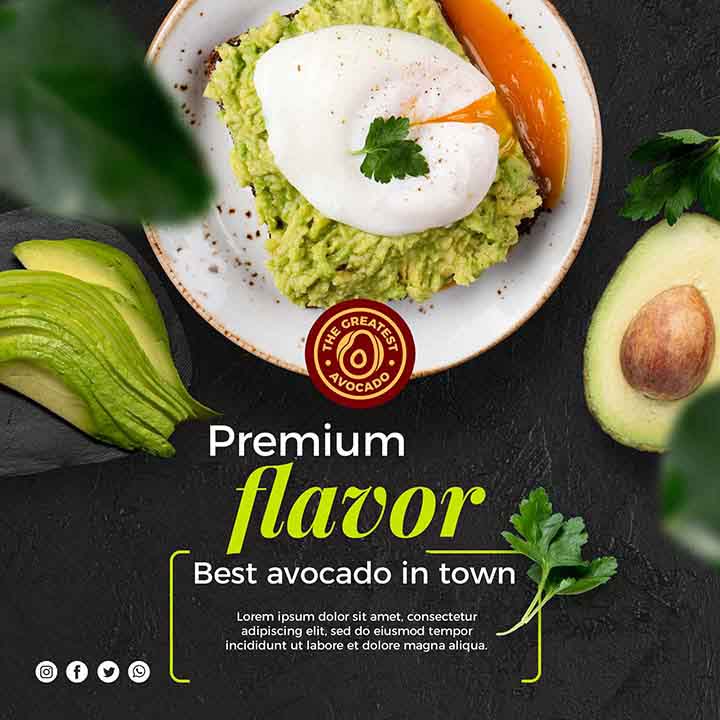 THE GREATEST
AVOCADO
Premium
flavor
Best avocado in town
Lorem ipsum dolor sit amet, consectetur
adipiscing elit, sed do eiusmod tempor
incididunt ut labore et dolore magna aliqua.